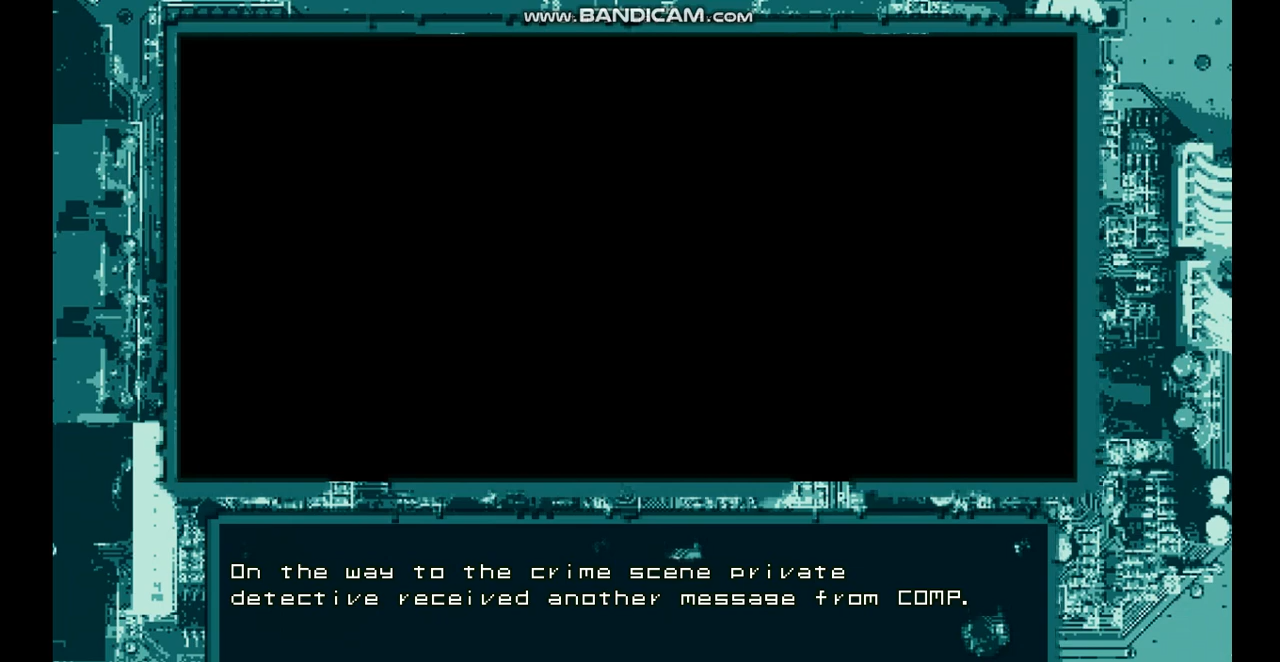 www.BANDICAM.com
On the way to the crime scene private
detective received another message from COMP.